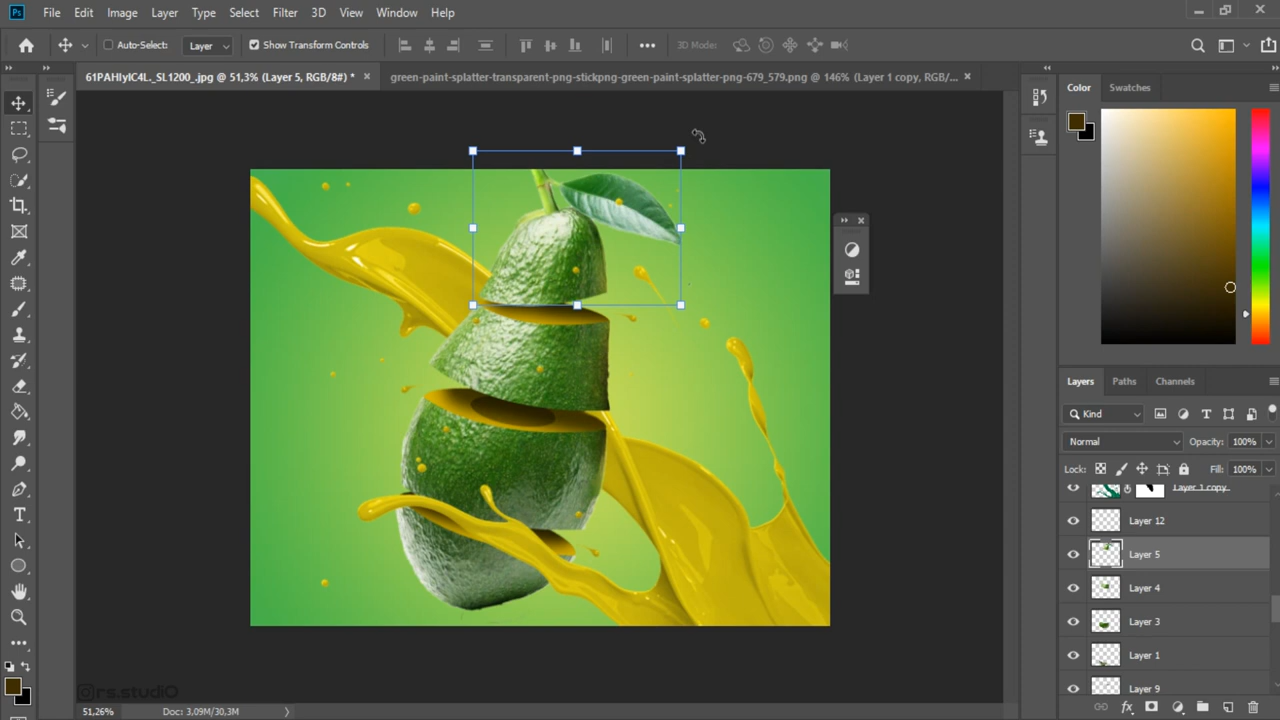 Ps File Edit Image Layer Type Select Filter 3D View Window Help
Auto-Select: Layer Show Transform Controls 3D Mode:
61PAHlyIC4L._SL1200_.jpg @ 51,3% (Layer 5, RGB/8#) * × green-paint-splatter-transparent-png-stickpng-green-paint-splatter-png-679_579.png @ 146% (Layer 1 copy, RGB/... ×
Color Swatches
Layers Paths Channels
Kind
Normal Opacity: 100%
Lock: Fill: 100%
Layer 1 copy
Layer 12
Layer 5
Layer 4
Layer 3
Layer 1
Layer 9
@rs.studiO
51,26% Doc: 3,09M/30,3M